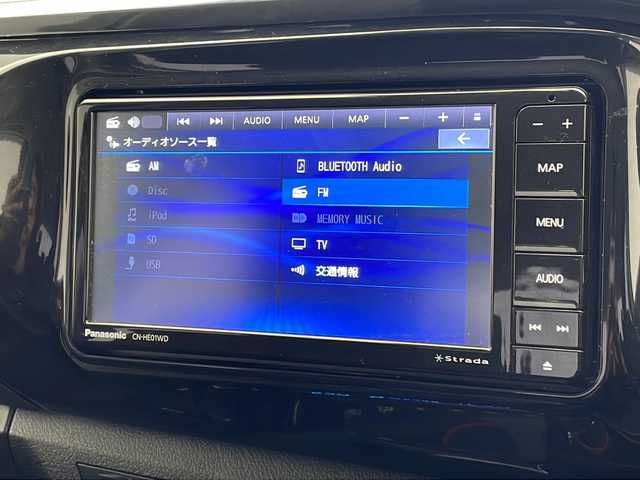 AUDIO MENU MAP − +
オーディオソース一覧
AM
Disc
iPod
SD
USB
BLUETOOTH Audio
FM
MEMORY MUSIC
TV
交通情報
− +
MAP
MENU
AUDIO
Panasonic CN-HE01WD
Strada